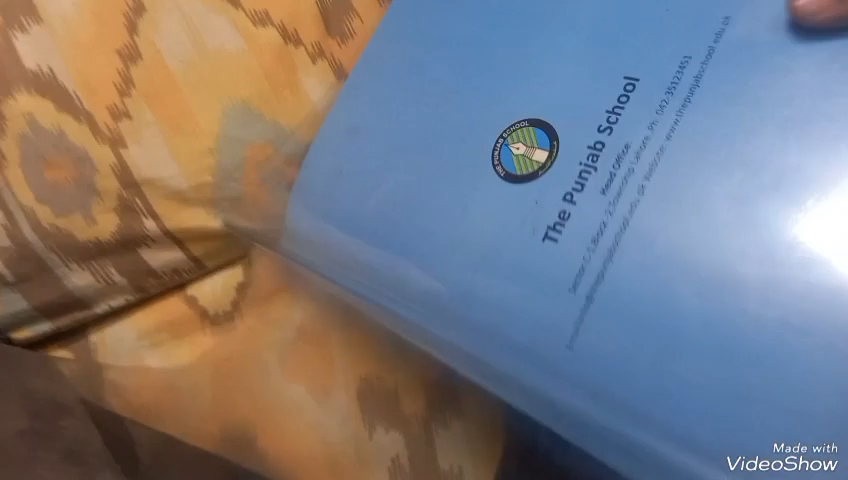 THE PUNJAB SCHOOL
The Punjab School
Head Office
Township Lahore. Ph: 042-35123451
Website: www.thepunjabschool.edu.pk
Made with
VideoShow